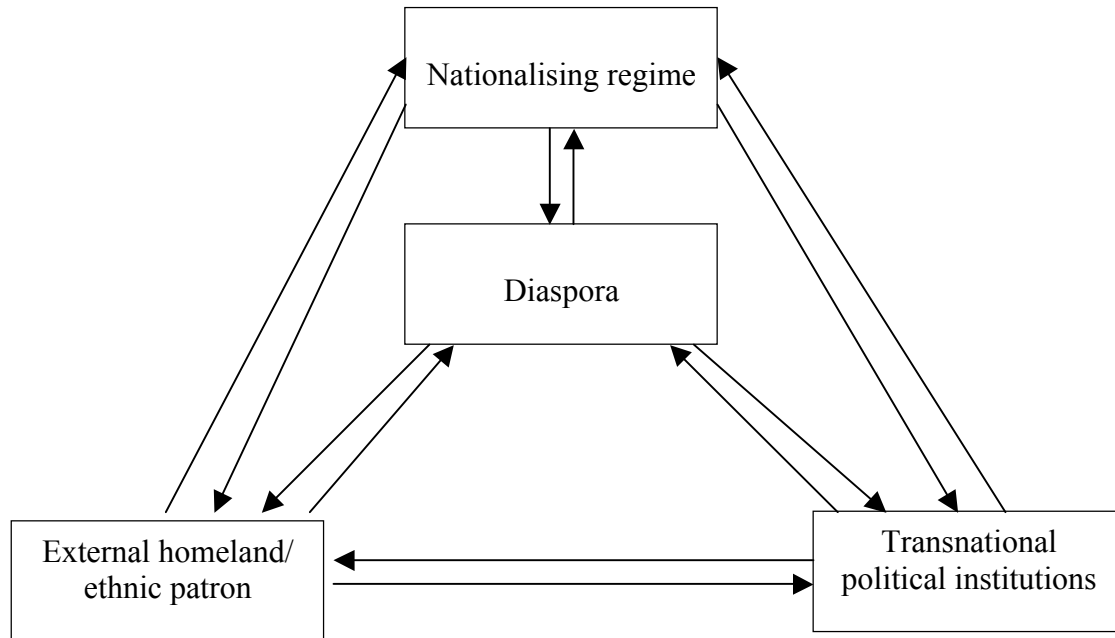 Nationalising regime
Diaspora
External homeland/
ethnic patron
Transnational
political institutions